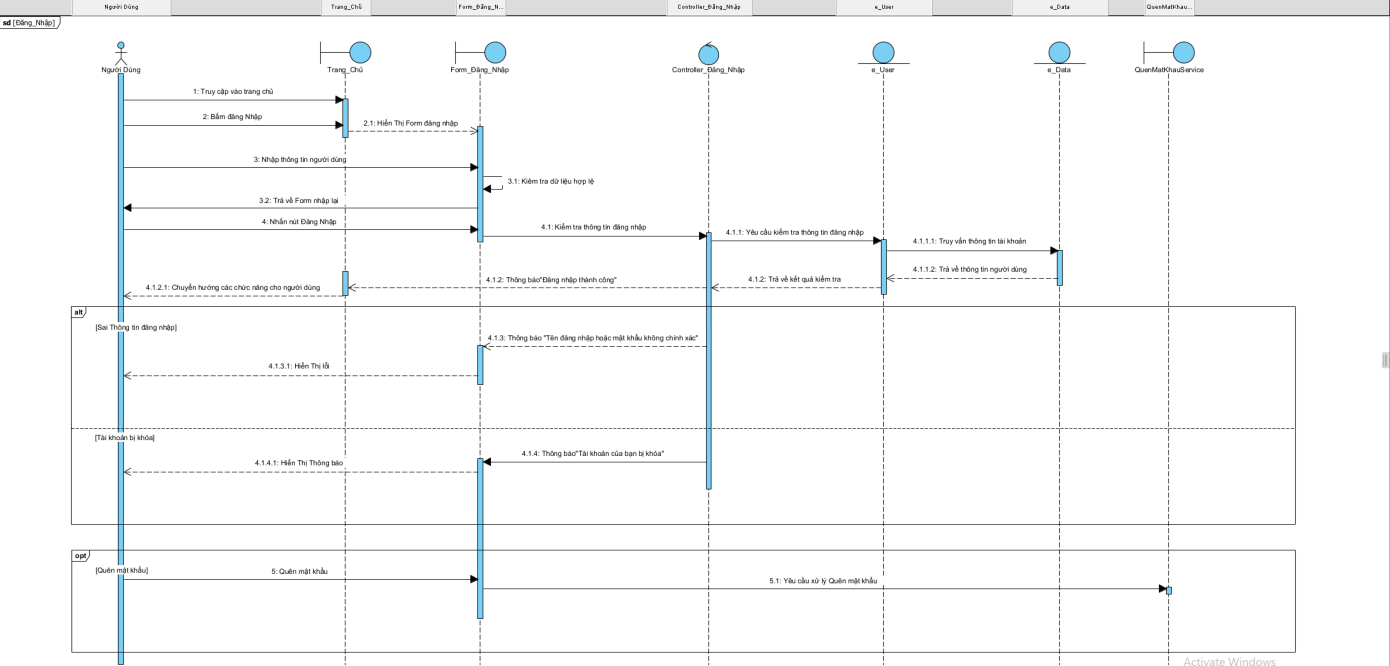 Người Dùng
Trang_Chủ
Form_Đăng_N...
Controller_Đăng_Nhập
e_User
e_Data
QuenMatKhau...
sd [Đăng_Nhập]
Người Dùng
Trang_Chủ
Form_Đăng_Nhập
Controller_Đăng_Nhập
e_User
e_Data
QuenMatKhauService
1: Truy cập vào trang chủ
2: Bấm đăng Nhập
2.1: Hiển Thị Form đăng nhập
3: Nhập thông tin người dùng
3.1: Kiểm tra dữ liệu hợp lệ
3.2: Trả về Form nhập lại
4: Nhấn nút Đăng Nhập
4.1: Kiểm tra thông tin đăng nhập
4.1.1: Yêu cầu kiểm tra thông tin đăng nhập
4.1.1.1: Truy vấn thông tin tài khoản
4.1.1.2: Trả về thông tin người dùng
4.1.2: Trả về kết quả kiểm tra
4.1.2: Thông báo"Đăng nhập thành công"
4.1.2.1: Chuyển hướng các chức năng cho người dùng
alt
[Sai Thông tin đăng nhập]
4.1.3: Thông báo "Tên đăng nhập hoặc mật khẩu không chính xác"
4.1.3.1: Hiển Thị lỗi
[Tài khoản bị khóa]
4.1.4: Thông báo"Tài khoản của bạn bị khóa"
4.1.4.1: Hiển Thị Thông báo
opt
[Quên mật khẩu]
5: Quên mật khẩu
5.1: Yêu cầu xử lý Quên mật khẩu
Activate Windows